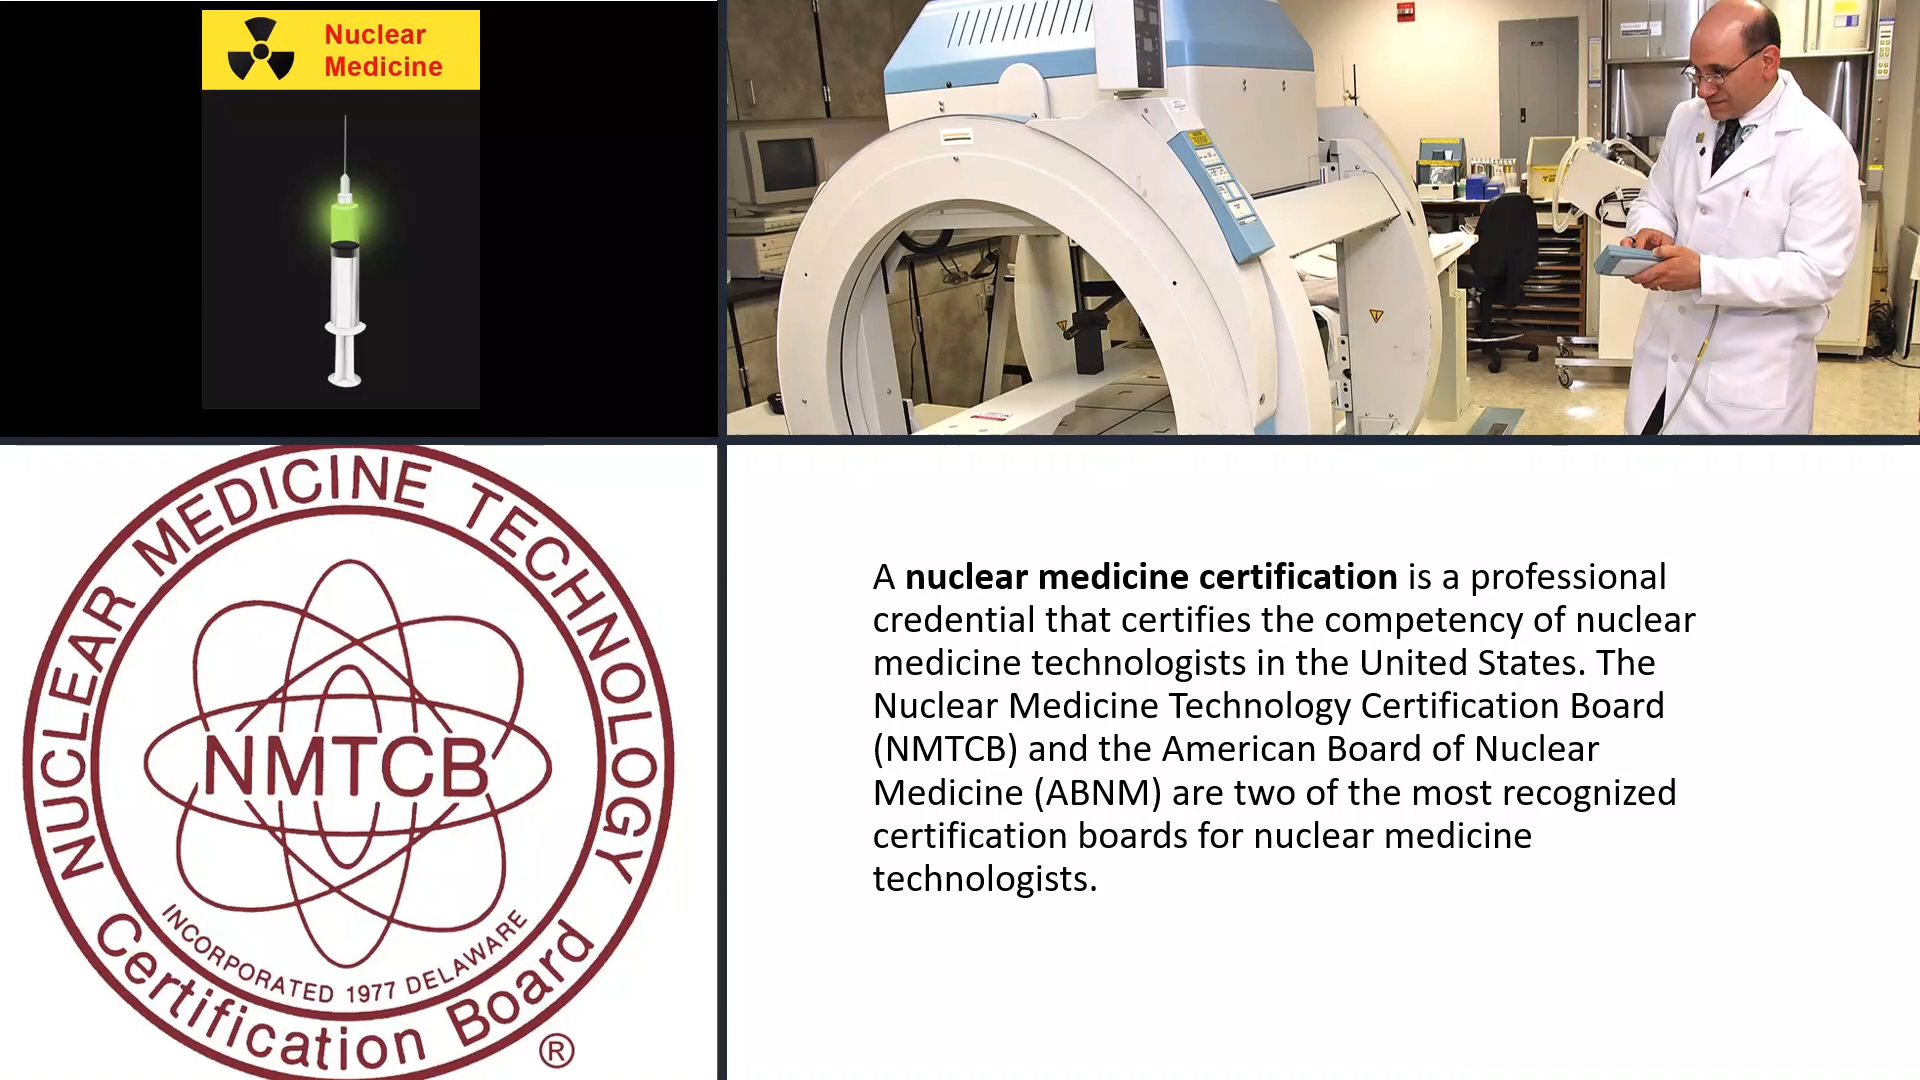 Nuclear
Medicine
NUCLEAR MEDICINE TECHNOLOGY
NMTCB
INCORPORATED 1977 DELAWARE
Certification Board
®
A nuclear medicine certification is a professional
credential that certifies the competency of nuclear
medicine technologists in the United States. The
Nuclear Medicine Technology Certification Board
(NMTCB) and the American Board of Nuclear
Medicine (ABNM) are two of the most recognized
certification boards for nuclear medicine
technologists.